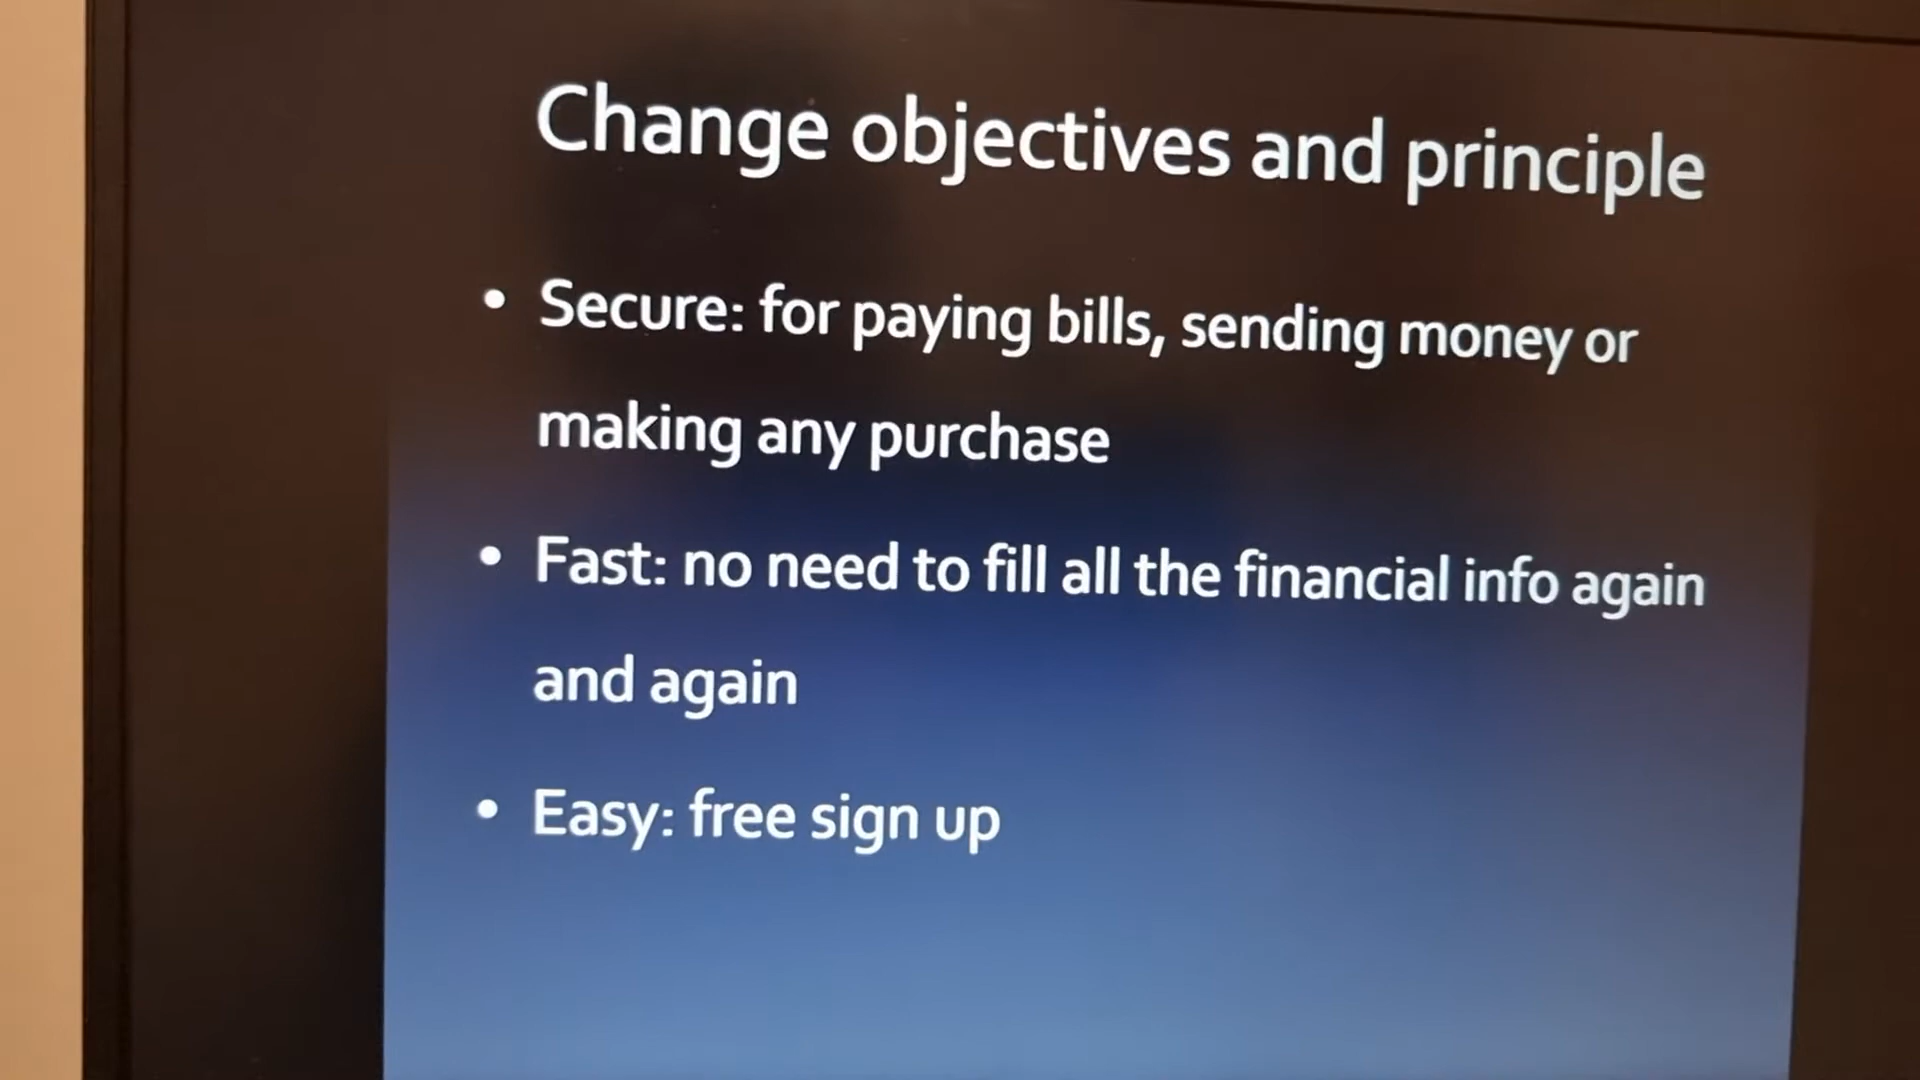 Change objectives and principle
• Secure: for paying bills, sending money or
making any purchase
• Fast: no need to fill all the financial info again
and again
• Easy: free sign up